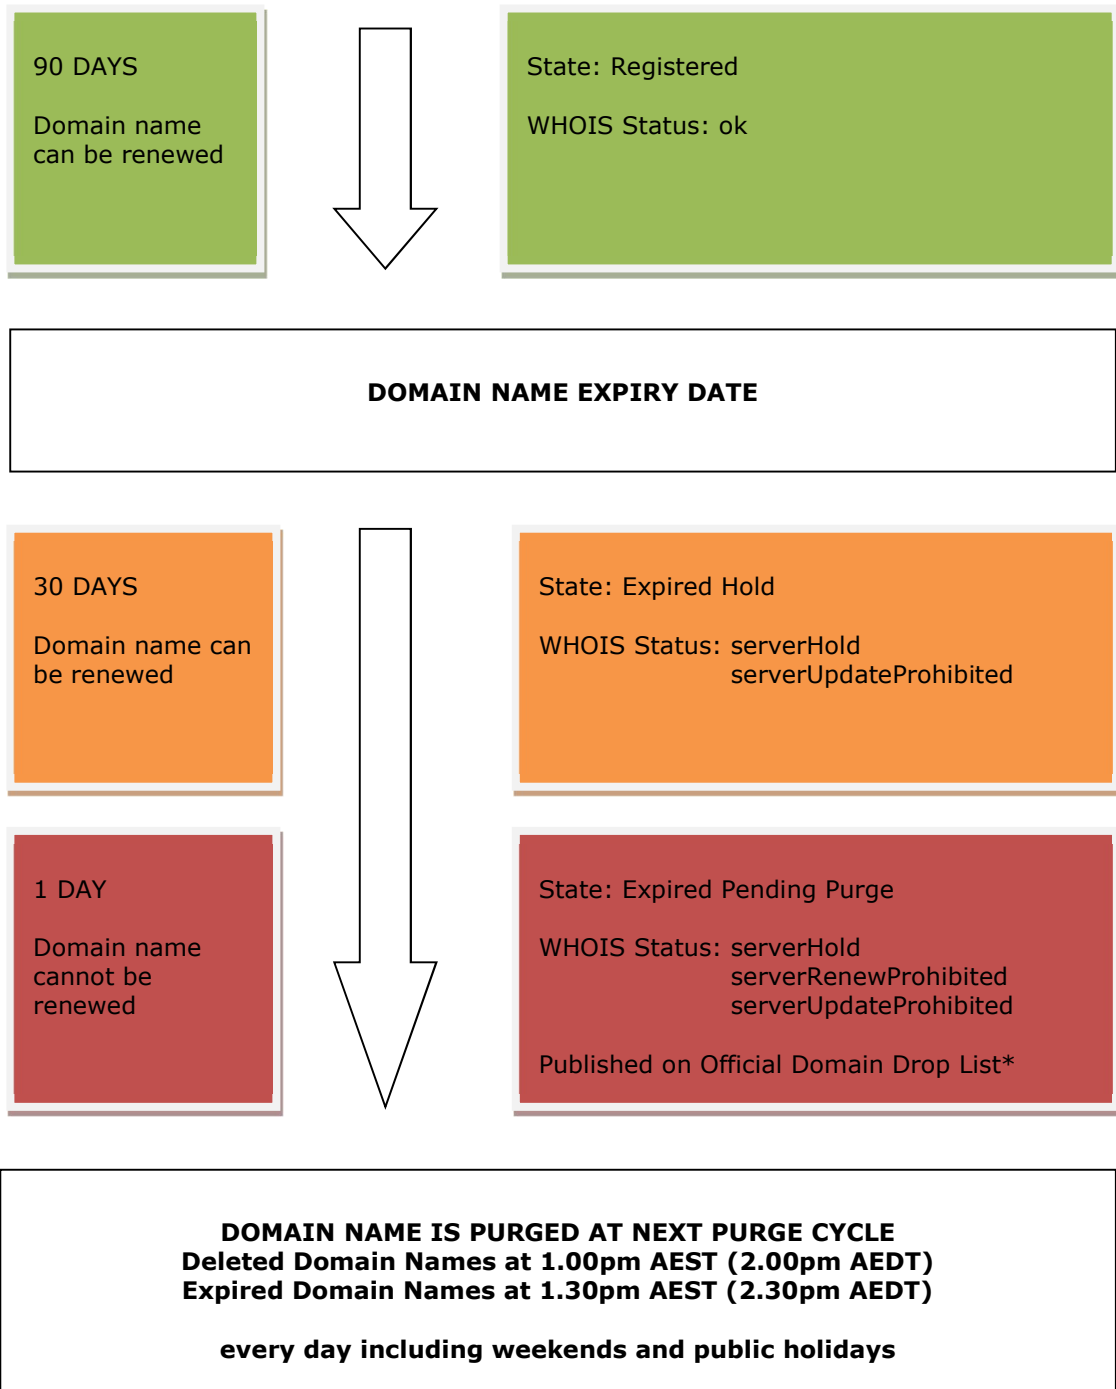 90 DAYS
Domain name
can be renewed
State: Registered
WHOIS Status: ok
DOMAIN NAME EXPIRY DATE
30 DAYS
Domain name can
be renewed
State: Expired Hold
WHOIS Status: serverHold
serverUpdateProhibited
1 DAY
Domain name
cannot be
renewed
State: Expired Pending Purge
WHOIS Status: serverHold
serverRenewProhibited
serverUpdateProhibited
Published on Official Domain Drop List*
DOMAIN NAME IS PURGED AT NEXT PURGE CYCLE
Deleted Domain Names at 1.00pm AEST (2.00pm AEDT)
Expired Domain Names at 1.30pm AEST (2.30pm AEDT)
every day including weekends and public holidays